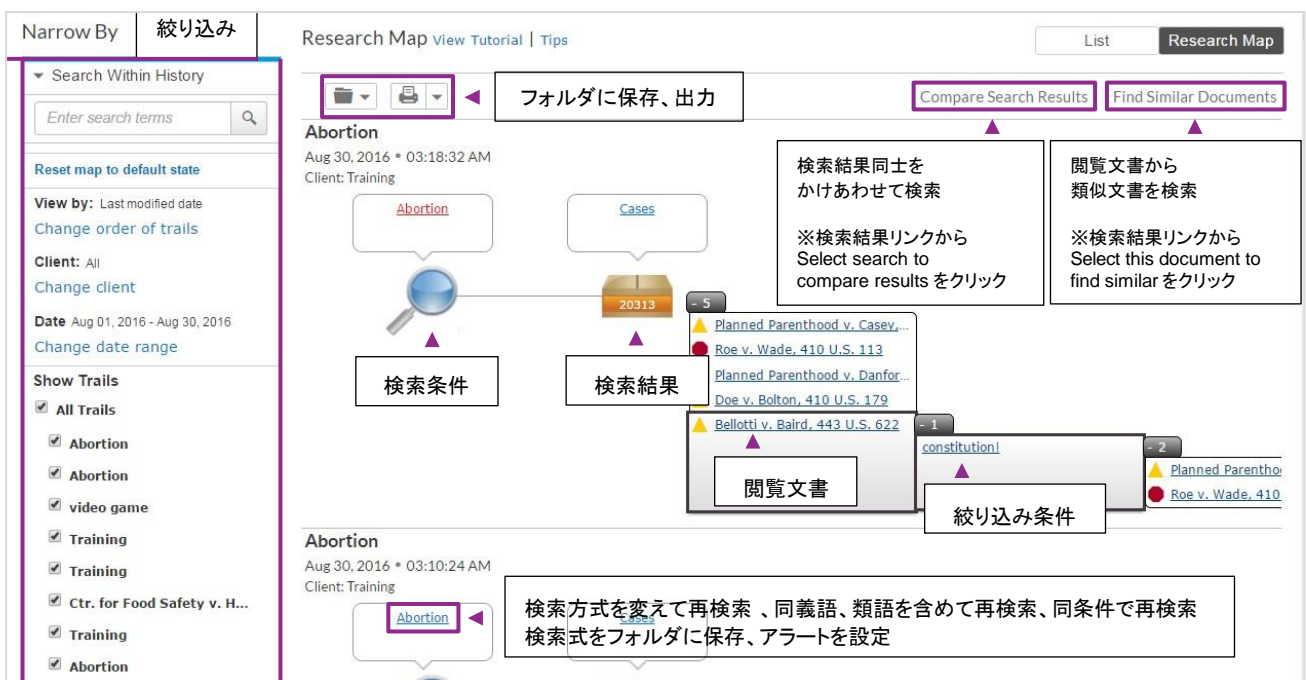 Narrow By
絞り込み
Research Map View Tutorial | Tips
List
Research Map
Search Within History
Enter search terms
フォルダに保存、出力
Compare Search Results
Find Similar Documents
Reset map to default state
View by: Last modified date
Change order of trails
Client: All
Change client
Date Aug 01, 2016 - Aug 30, 2016
Change date range
Show Trails
All Trails
Abortion
Abortion
video game
Training
Training
Ctr. for Food Safety v. H...
Training
Abortion
Abortion
Aug 30, 2016 • 03:18:32 AM
Client: Training
Abortion
Cases
検索結果同士を
かけあわせて検索
※検索結果リンクから
Select search to
compare results をクリック
閲覧文書から
類似文書を検索
※検索結果リンクから
Select this document to
find similar をクリック
20313
- 5
Planned Parenthood v. Casey,...
Roe v. Wade, 410 U.S. 113
Planned Parenthood v. Danfor...
Doe v. Bolton, 410 U.S. 179
Bellotti v. Baird, 443 U.S. 622
検索条件
検索結果
閲覧文書
- 1
constitution!
絞り込み条件
- 2
Planned Parentho
Roe v. Wade, 410
Abortion
Aug 30, 2016 • 03:10:24 AM
Client: Training
Abortion
Cases
検索方式を変えて再検索 、同義語、類語を含めて再検索、同条件で再検索
検索式をフォルダに保存、アラートを設定